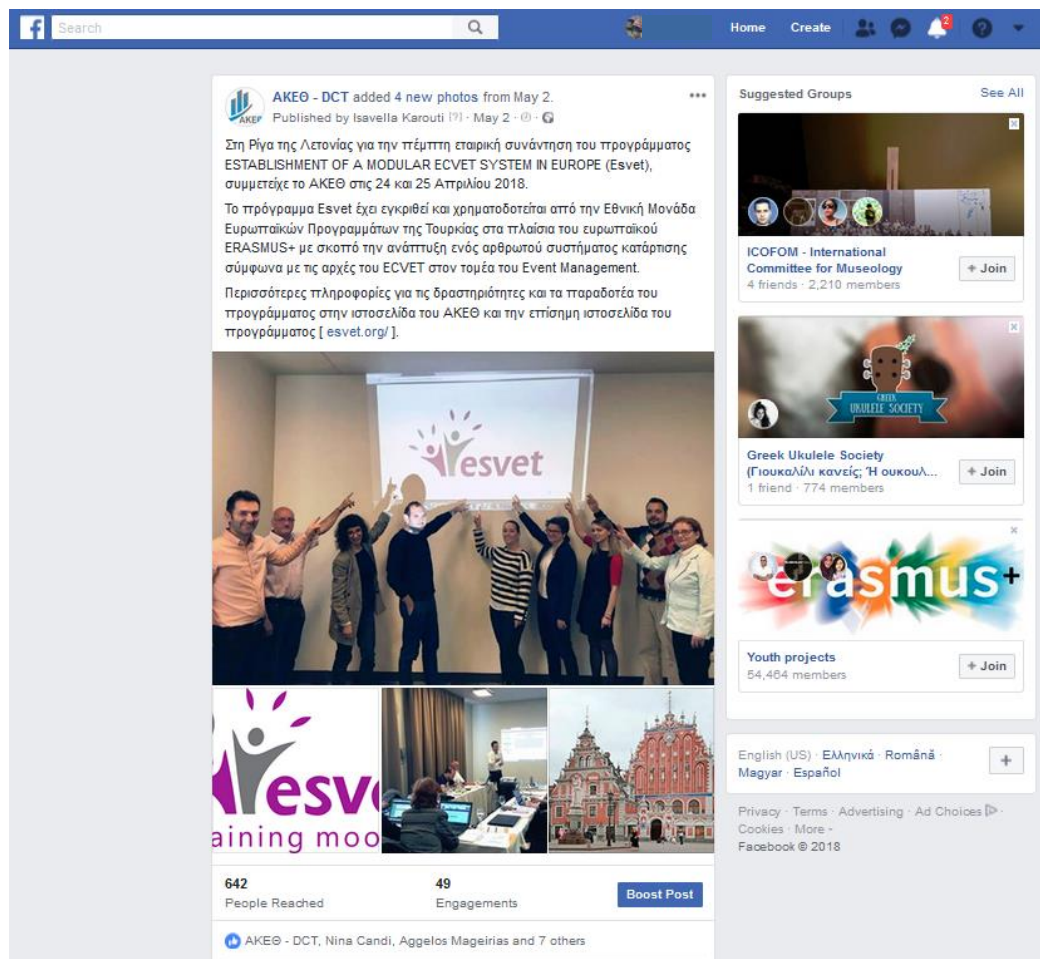 Search
Home Create
2
ΑΚΕΘ - DCT added 4 new photos from May 2.
Published by Isavella Karouti [?] · May 2 ·
Στη Ρίγα της Λετονίας για την πέμπτη εταιρική συνάντηση του προγράμματος
ESTABLISHMENT OF A MODULAR ECVET SYSTEM IN EUROPE (Esvet),
συμμετείχε το ΑΚΕΘ στις 24 και 25 Απριλίου 2018.
Το πρόγραμμα Esvet έχει εγκριθεί και χρηματοδοτείται από την Εθνική Μονάδα
Ευρωπαϊκών Προγραμμάτων της Τουρκίας στα πλαίσια του ευρωπαϊκού
ERASMUS+ με σκοπό την ανάπτυξη ενός αρθρωτού συστήματος κατάρτισης
σύμφωνα με τις αρχές του ECVET στον τομέα του Event Management.
Περισσότερες πληροφορίες για τις δραστηριότητες και τα παραδοτέα του
προγράμματος στην ιστοσελίδα του ΑΚΕΘ και την επίσημη ιστοσελίδα του
προγράμματος [ esvet.org/ ].
esvet
esv
aining moo
642
People Reached
49
Engagements
Boost Post
ΑΚΕΘ - DCT, Nina Candi, Aggelos Mageirias and 7 others
Suggested Groups
See All
ICOFOM - International
Committee for Museology
4 friends · 2,210 members
+ Join
GREEK
UKULELE SOCIETY
Greek Ukulele Society
(Γιουκαλίλι κανείς; Ή ουκουλ...
1 friend · 774 members
+ Join
erasmus+
Youth projects
54,464 members
+ Join
English (US) · Ελληνικά · Română ·
Magyar · Español
+
Privacy · Terms · Advertising · Ad Choices ·
Cookies · More
Facebook © 2018